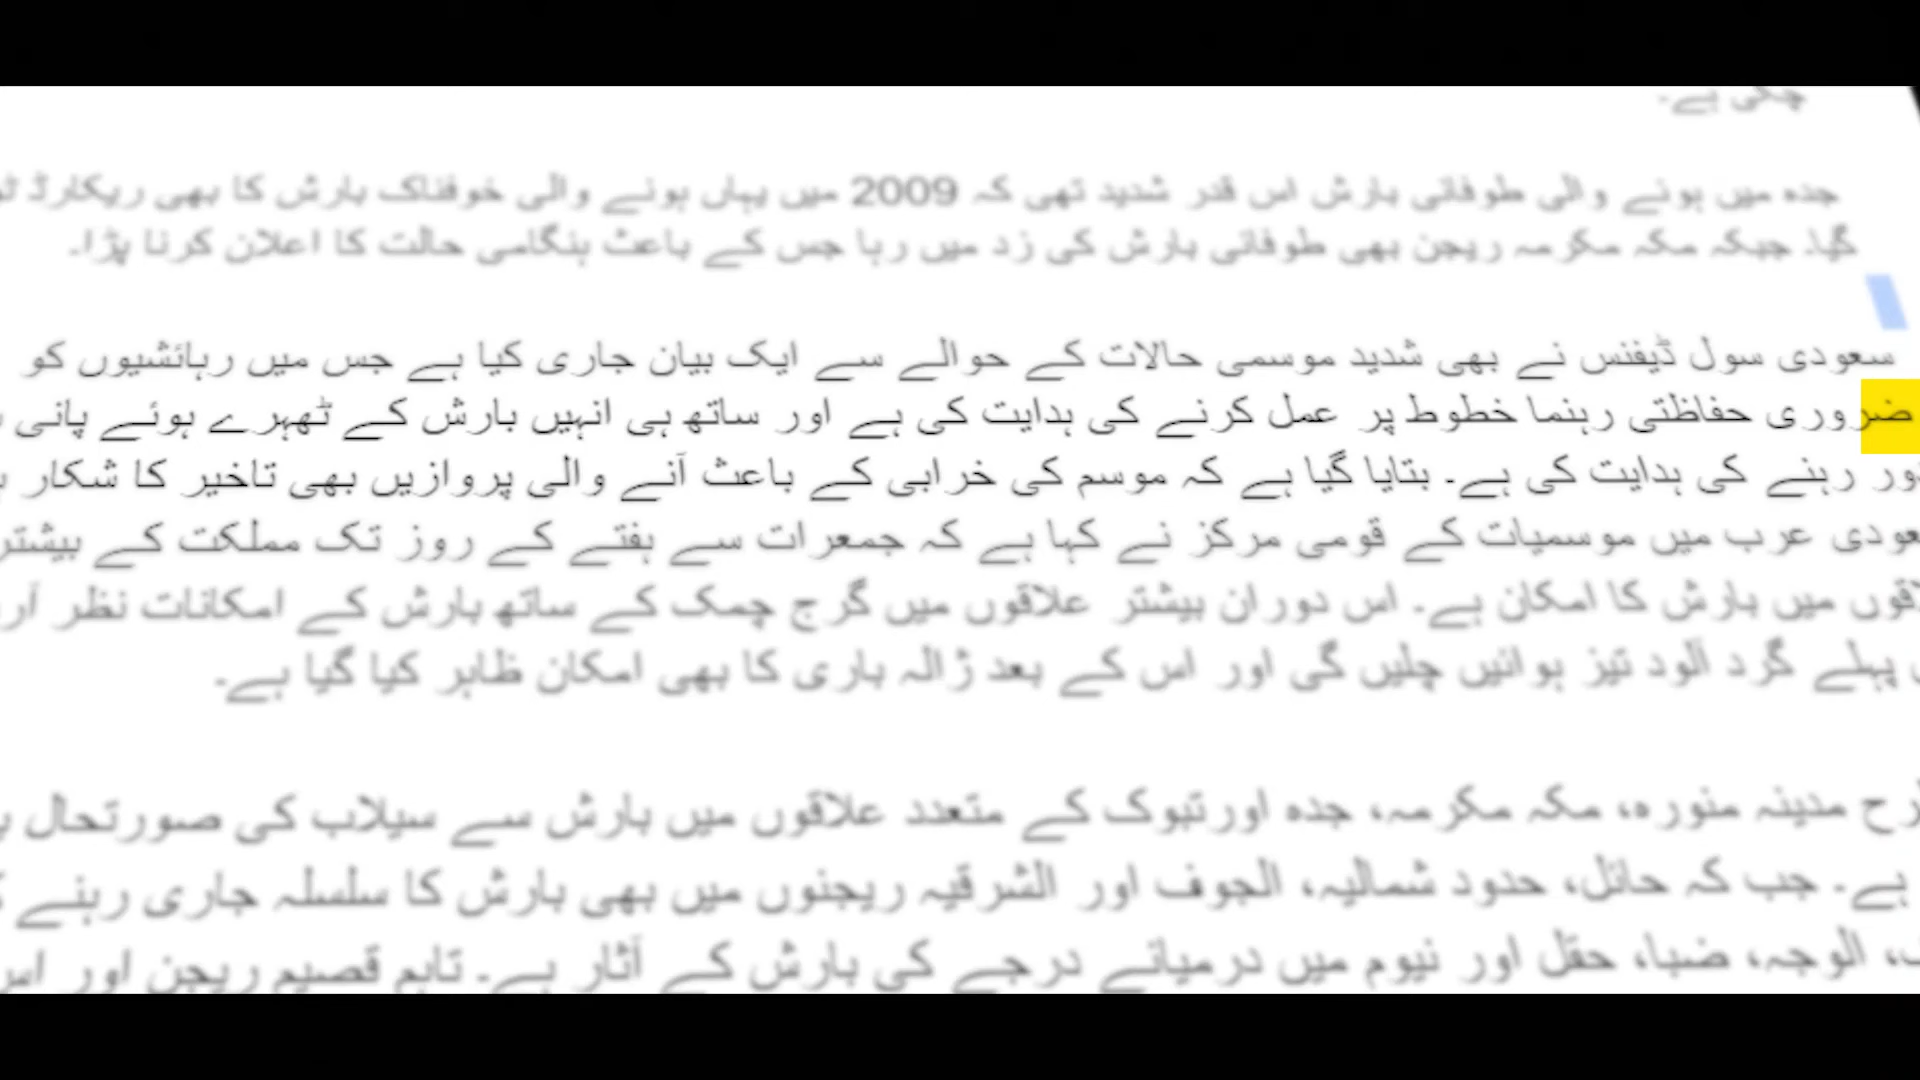 چکی ہے۔
جدہ میں ہونے والی طوفانی بارش اس قدر شدید تھی کہ 2009 میں یہاں ہونے والی خوفناک بارش کا بھی ریکارڈ
گیا۔ جبکہ مکہ مکرمہ ریجن بھی طوفانی بارش کی زد میں رہا جس کے باعث ہنگامی حالت کا اعلان کرنا پڑا۔
سعودی سول ڈیفنس نے بھی شدید موسمی حالات کے حوالے سے ایک بیان جاری کیا ہے جس میں رہائشیوں کو
ضروری حفاظتی رہنما خطوط پر عمل کرنے کی ہدایت کی ہے اور ساتھ ہی انہیں بارش کے ٹھہرے ہوئے پانی
رہنے کی ہدایت کی ہے۔ بتایا گیا ہے کہ موسم کی خرابی کے باعث آنے والی پروازیں بھی تاخیر کا شکار
عرب میں موسمیات کے قومی مرکز نے کہا ہے کہ جمعرات سے ہفتے کے روز تک مملکت کے بیشتر
میں بارش کا امکان ہے۔ اس دوران بیشتر علاقوں میں گرج چمک کے ساتھ بارش کے امکانات نظر
پہلے گرد آلود تیز ہوائیں چلیں گی اور اس کے بعد ژالہ باری کا بھی امکان ظاہر کیا گیا ہے۔
مدینہ منورہ، مکہ مکرمہ، جدہ اورتبوک کے متعدد علاقوں میں بارش سے سیلاب کی صورتحال
ہے۔ جب کہ حائل، حدود شمالیہ، الجوف اور الشرقیہ ریجنوں میں بھی بارش کا سلسلہ جاری رہنے
الوجہ، ضبا، حقل اور نیوم میں درمیانے درجے کی بارش کے آثار ہے۔ تاہم قصیم ریجن اور